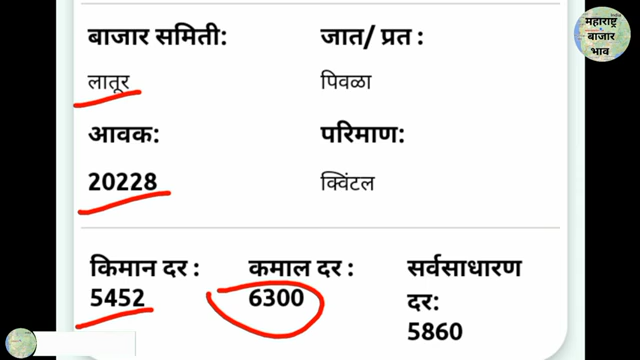 महाराष्ट्र
बाजार
भाव
बाजार समिती:
जात/ प्रत :
लातूर
पिवळा
आवक:
परिमाण:
20228
क्विंटल
किमान दर :
कमाल दर :
सर्वसाधारण
दर:
5452
6300
5860